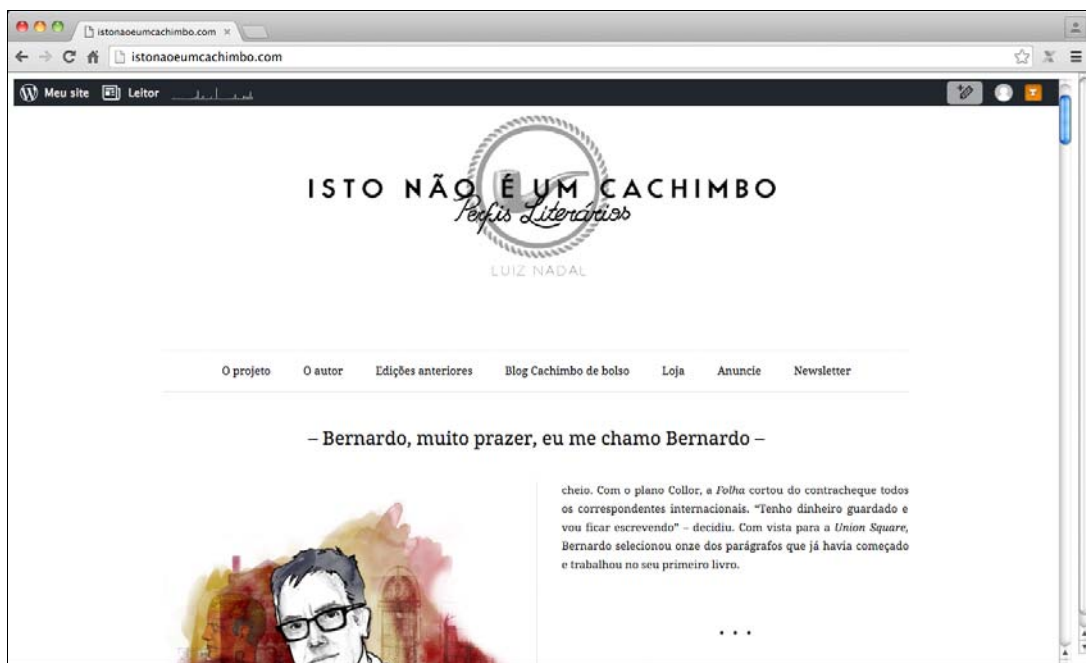 istonaoeumcachimbo.com
istonaoeumcachimbo.com
Meu site Leitor
ISTO NÃO É UM CACHIMBO
Perfis Literários
LUIZ NADAL
O projeto O autor Edições anteriores Blog Cachimbo de bolso Loja Anuncie Newsletter
– Bernardo, muito prazer, eu me chamo Bernardo –
cheio. Com o plano Collor, a Folha cortou do contracheque todos
os correspondentes internacionais. “Tenho dinheiro guardado e
vou ficar escrevendo” – decidiu. Com vista para a Union Square,
Bernardo selecionou onze dos parágrafos que já havia começado
e trabalhou no seu primeiro livro.
• • •